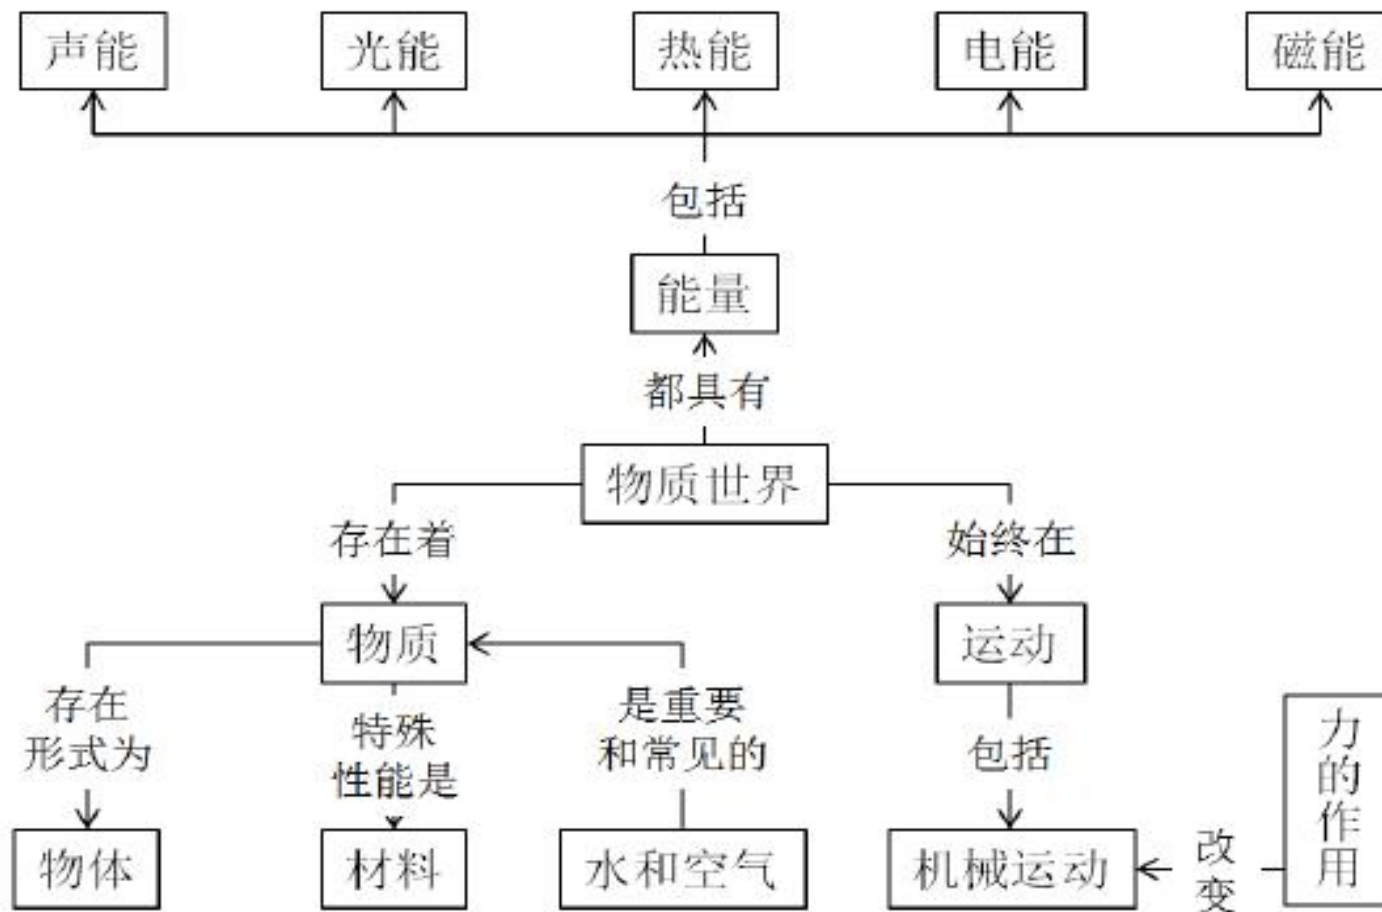 声能
光能
热能
电能
磁能
包括
能量
都具有
物质世界
存在着
始终在
物质
运动
存在
形式为
特殊
性能是
是重要
和常见的
包括
力的作用
改变
物体
材料
水和空气
机械运动